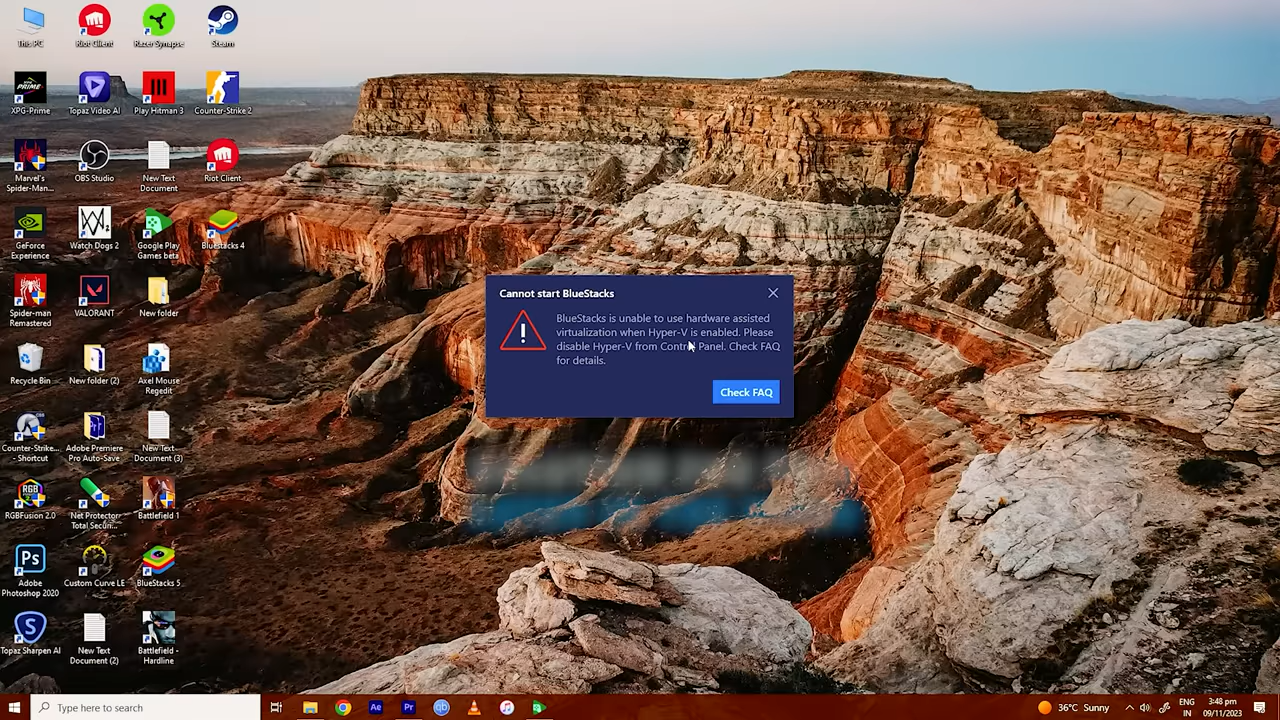 This PC
Riot Client
Razer Synapse
Steam
XPG-Prime
Topaz Video AI
Play Hitman 3
Counter-Strike 2
Marvel's
Spider-Man...
OBS Studio
New Text
Document
Riot Client
GeForce
Experience
Watch Dogs 2
Google Play
Games beta
Bluestacks 4
Spider-man
Remastered
VALORANT
New folder
Recycle Bin
New folder (2)
Axel Mouse
Regedit
Counter-Strike...
- Shortcut
Adobe Premiere
Pro Auto-Save
New Text
Document (3)
RGBFusion 2.0
Net Protector
Total Securi...
Battlefield 1
Adobe
Photoshop 2020
Custom Curve LE
BlueStacks 5
Topaz Sharpen AI
New Text
Document (2)
Battlefield -
Hardline
Cannot start BlueStacks
BlueStacks is unable to use hardware assisted
virtualization when Hyper-V is enabled. Please
disable Hyper-V from Control Panel. Check FAQ
for details.
Check FAQ
Type here to search
36°C Sunny
ENG
IN
3:48 pm
09/11/2023